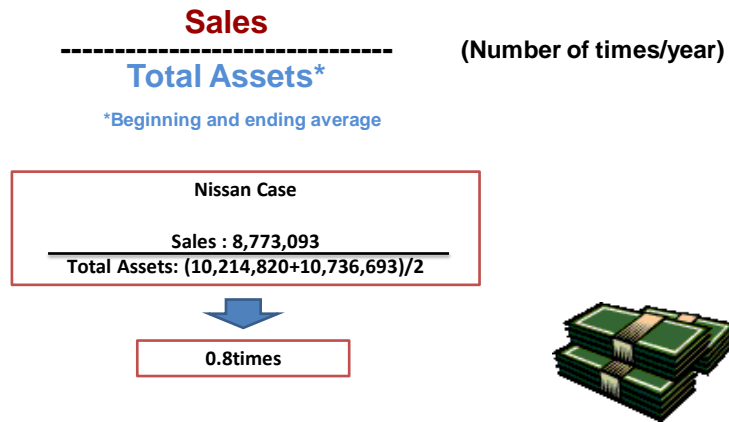 Sales
--------------------------------
(Number of times/year)
Total Assets*
*Beginning and ending average
Nissan Case
Sales : 8,773,093
Total Assets: (10,214,820+10,736,693)/2
0.8times